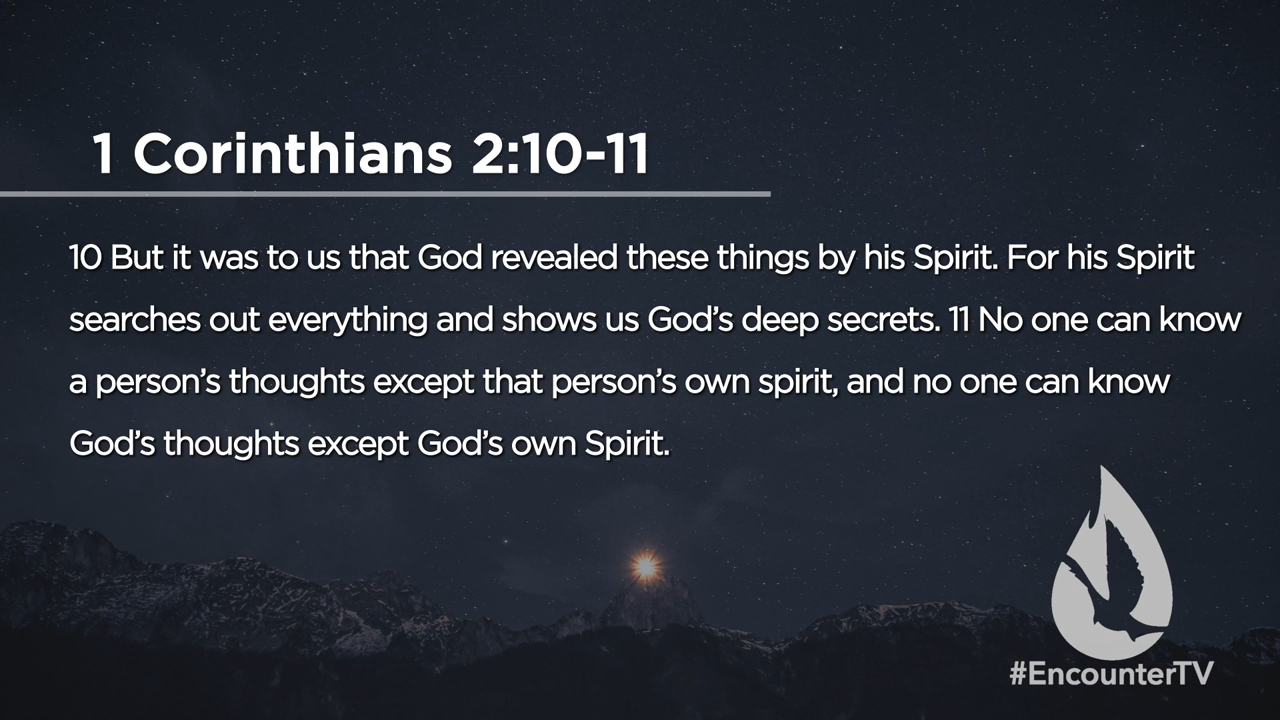 1 Corinthians 2:10-11
10 But it was to us that God revealed these things by his Spirit. For his Spirit
searches out everything and shows us God’s deep secrets. 11 No one can know
a person’s thoughts except that person’s own spirit, and no one can know
God’s thoughts except God’s own Spirit.
#EncounterTV